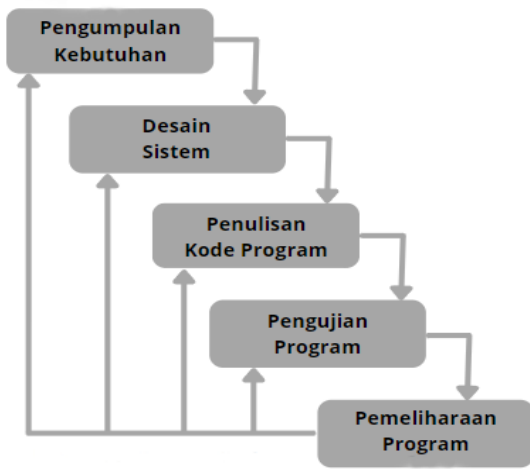 Pengumpulan
Kebutuhan
Desain
Sistem
Penulisan
Kode Program
Pengujian
Program
Pemeliharaan
Program